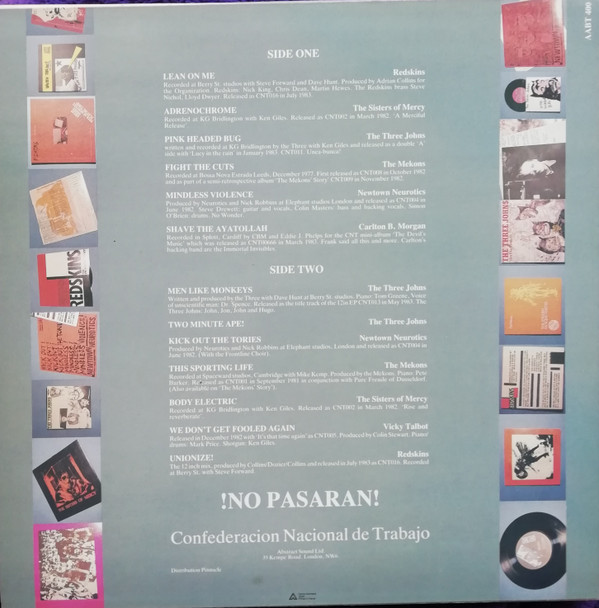 AABT 400
SIDE ONE
LEAN ON ME Redskins
Recorded at Berry St. studios with Steve Forward and Dave Hunt. Produced by Adrian Collins for
the Organization. Redskins: Nick King, Chris Dean, Martin Hewes. The Redskins brass Steve
Nichol, Lloyd Dwyer. Released as CNT016 in July 1983.
ADRENOCHROME The Sisters of Mercy
Recorded at KG Bridlington with Ken Giles. Released as CNT002 in March 1982. 'A Merciful
Release'
PINK HEADED BUG The Three Johns
written and recorded at KG Bridlington by the Three with Ken Giles and released as a double 'A'
side with 'Lucy in the rain' in January 1983. CNT011.
FIGHT THE CUTS The Mekons
Recorded at Bossa Nova Estrada Leeds, December 1977. First released as CNT008 in October 1982
and as part of a semi-retrospective album 'The Mekons' Story' CNT009 in November 1982.
MINDLESS VIOLENCE Newtown Neurotics
Produced by Neurotics and Nick Robbins at Elephant studios London and released as CNT004 in
June 1982. Steve Drewett: guitar and vocals, Colin Masters: bass and backing vocals. Simon
O'Brien: drums. No Wonder.
SHAVE THE AYATOLLAH Carlton B. Morgan
Recorded in Splott, Cardiff by CBM and Eddie J. Phelps for the CNT mini-album 'The Devil's
Music' which was released as CNT00666 in March 1983. Frank said all this and more. Carlton's
backing band are the Immortal Invisibles.
SIDE TWO
MEN LIKE MONKEYS The Three Johns
Written and produced by the Three with Dave Hunt at Berry St. studios. Piano: Tom Greene, Voice
of unscientific man: Dr. Spence. Released as the title track of the 12in EP CNT013 in May 1983. The
Three Johns: John, Jon, John and Hugo.
TWO MINUTE APE! The Three Johns
KICK OUT THE TORIES Newtown Neurotics
Produced by Neurotics and Nick Robbins at Elephant studios, London and released as CNT004 in
June 1982. (With the Frontline Choir).
THIS SPORTING LIFE The Mekons
Recorded at Spaceward studios, Cambridge with Mike Kemp. Produced by the Mekons. Piano: Pete
Barker. Released as CNT001 in September 1981 in conjunction with Pure Freude of Dusseldorf.
(Also available on 'The Mekons' Story').
BODY ELECTRIC The Sisters of Mercy
Recorded at KG Bridlington with Ken Giles. Released as CNT002 in March 1982. 'Rise and
reverberate'
WE DON'T GET FOOLED AGAIN Vicky Talbot
Released in December 1982 with 'It's that time again' as CNT005. Produced by Colin Stewart. Piano/
drums: Mark Price. Shotgun: Ken Giles.
UNIONIZE! Redskins
The 12 inch mix, produced by Collins/Dorter/Collins and released in July 1983 as CNT016. Recorded
at Berry St. with Steve Forward.
!NO PASARAN!
Confederacion Nacional de Trabajo
Abstract Sound Ltd
Road, London, NW6
Distribution Pinnacle
REDSKINS
THE SISTERS OF MERCY
THE THREE JOHNS